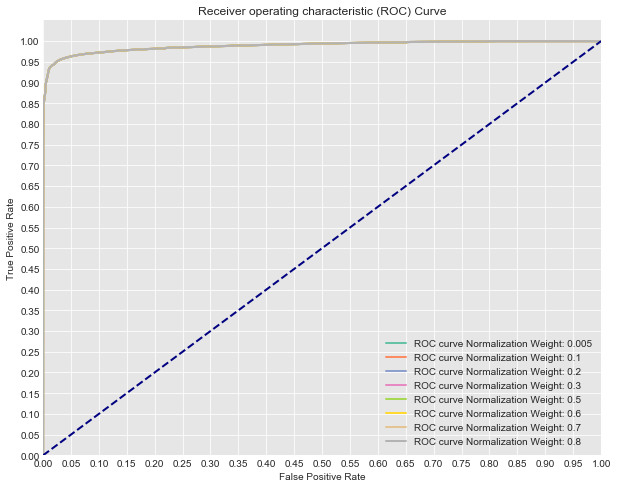 Receiver operating characteristic (ROC) Curve
1.00
0.95
0.90
0.85
0.80
0.75
0.70
0.65
0.60
0.55
0.50
0.45
0.40
0.35
0.30
0.25
0.20
0.15
0.10
0.05
0.00
True Positive Rate
ROC curve Normalization Weight: 0.005
ROC curve Normalization Weight: 0.1
ROC curve Normalization Weight: 0.2
ROC curve Normalization Weight: 0.3
ROC curve Normalization Weight: 0.5
ROC curve Normalization Weight: 0.6
ROC curve Normalization Weight: 0.7
ROC curve Normalization Weight: 0.8
0.00 0.05 0.10 0.15 0.20 0.25 0.30 0.35 0.40 0.45 0.50 0.55 0.60 0.65 0.70 0.75 0.80 0.85 0.90 0.95 1.00
False Positive Rate